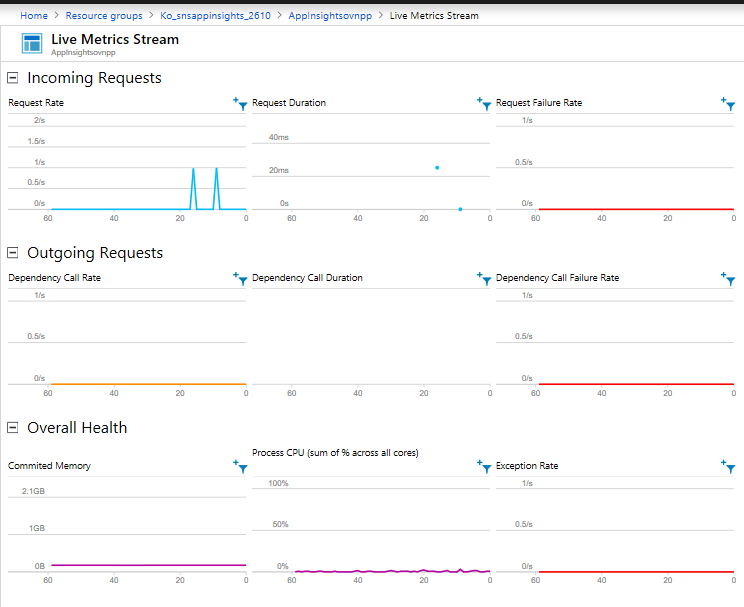 Home > Resource groups > Ko_snsappinsights_2610 > AppInsightsovnpp > Live Metrics Stream
Live Metrics Stream
AppInsightsovnpp
Incoming Requests
Request Rate
2/s
1.5/s
1/s
0.5/s
0/s
60 40 20 0
Request Duration
40ms
20ms
0s
60 40 20 0
Request Failure Rate
1/s
0.5/s
0/s
60 40 20 0
Outgoing Requests
Dependency Call Rate
1/s
0.5/s
0/s
60 40 20 0
Dependency Call Duration
60 40 20 0
Dependency Call Failure Rate
1/s
0.5/s
0/s
60 40 20 0
Overall Health
Commited Memory
2.1GB
1GB
0B
60 40 20 0
Process CPU (sum of % across all cores)
100%
50%
0%
60 40 20 0
Exception Rate
1/s
0.5/s
0/s
60 40 20 0